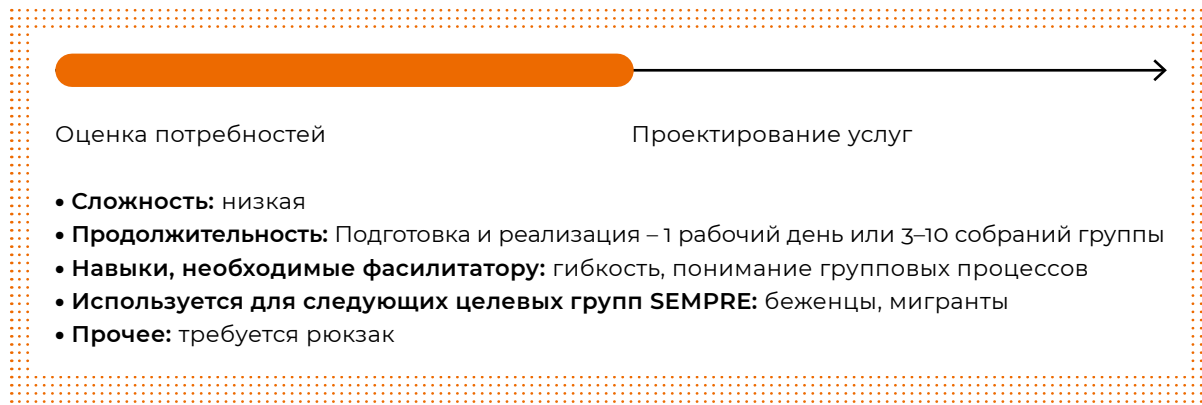 Оценка потребностей
Проектирование услуг
• Сложность: низкая
• Продолжительность: Подготовка и реализация – 1 рабочий день или 3–10 собраний группы
• Навыки, необходимые фасилитатору: гибкость, понимание групповых процессов
• Используется для следующих целевых групп SEMPRE: беженцы, мигранты
• Прочее: требуется рюкзак